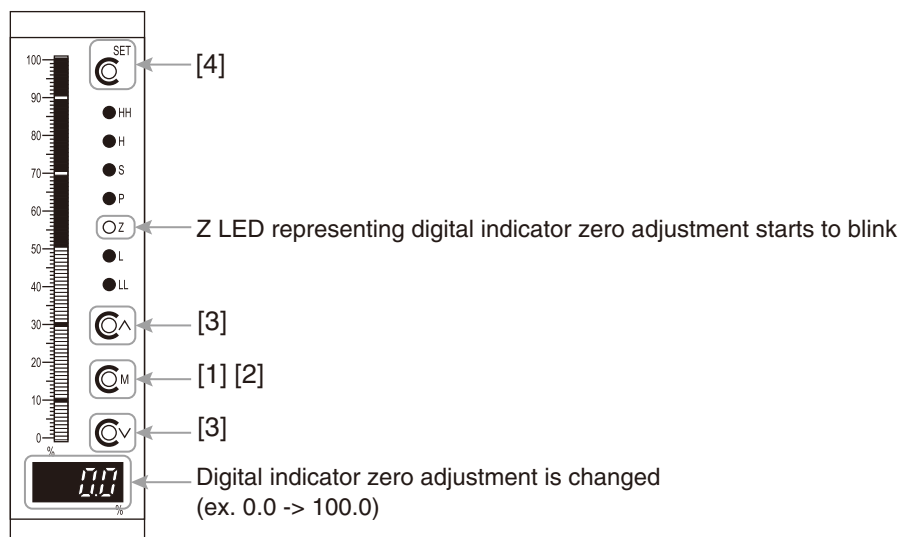 SET
[4]
100
90
HH
80
H
70
S
P
60
Z
Z LED representing digital indicator zero adjustment starts to blink
50
L
40
LL
30
[3]
20
M
[1] [2]
10
[3]
0
%
0.0
%
Digital indicator zero adjustment is changed
(ex. 0.0 -> 100.0)